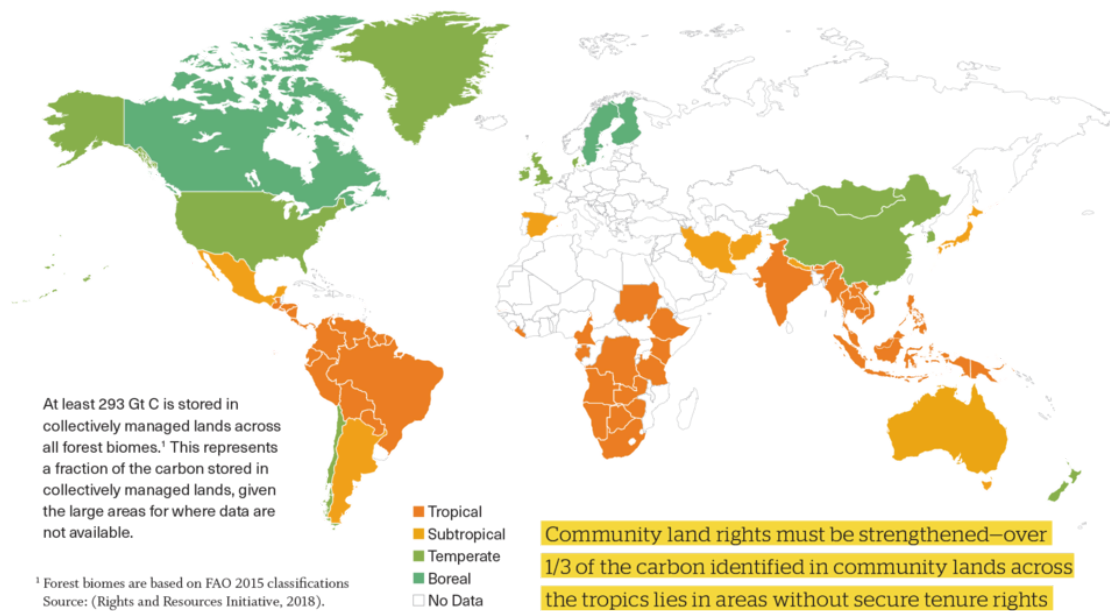 At least 293 Gt C is stored in
collectively managed lands across
all forest biomes.¹ This represents
a fraction of the carbon stored in
collectively managed lands, given
the large areas for where data are
not available.
¹ Forest biomes are based on FAO 2015 classifications
Source: (Rights and Resources Initiative, 2018).
Tropical
Subtropical
Temperate
Boreal
No Data
Community land rights must be strengthened—over
1/3 of the carbon identified in community lands across
the tropics lies in areas without secure tenure rights